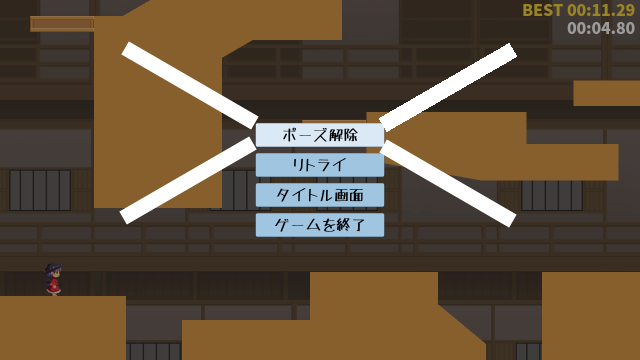 BEST 00:11.29
00:04.80
ポーズ解除
リトライ
タイトル画面
ゲームを終了